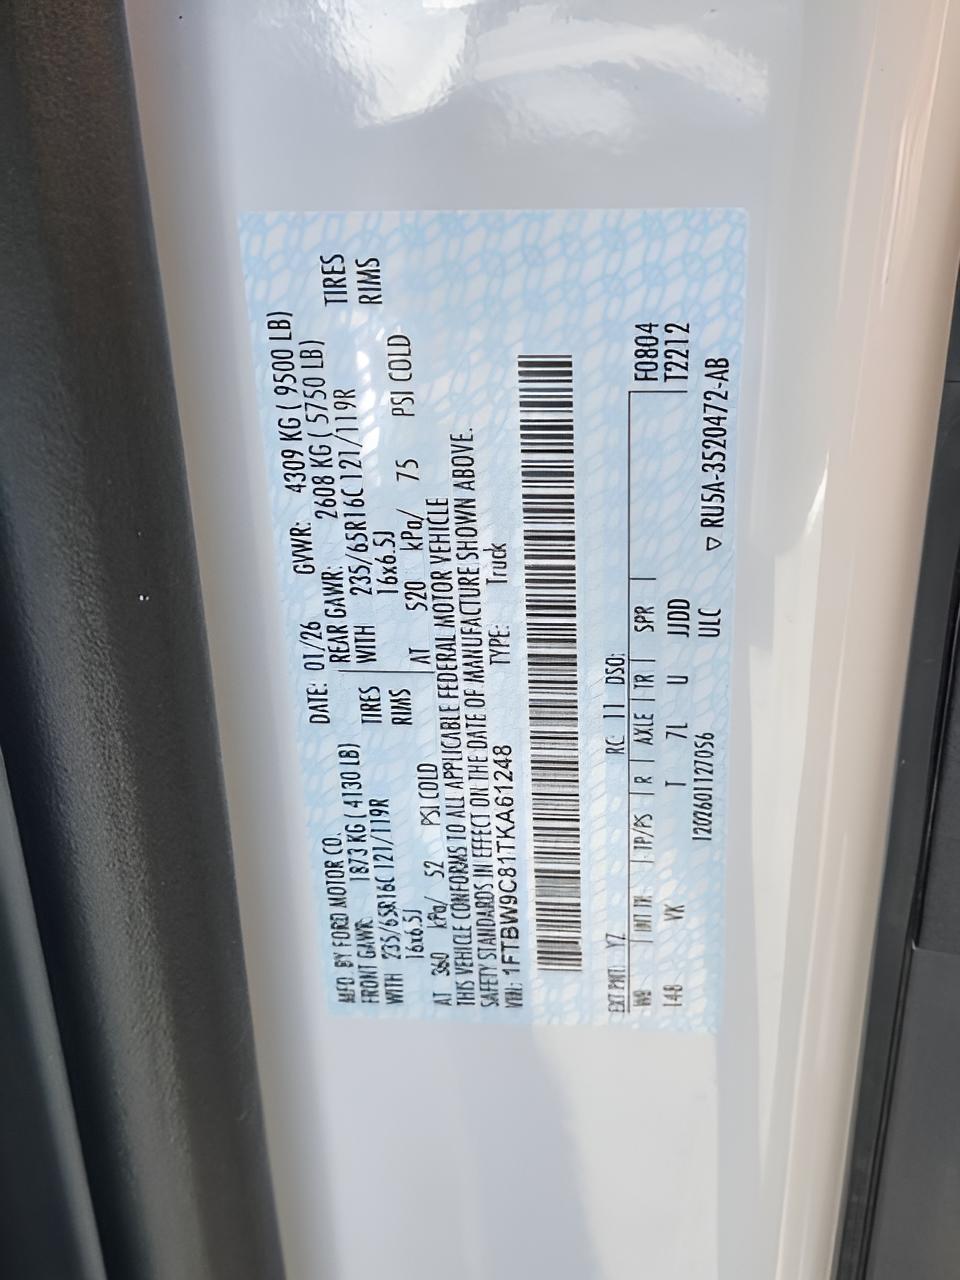 MFD. BY FORD MOTOR CO.
DATE: 01/26 GVWR: 4309 KG ( 9500 LB)
FRONT GAWR: 1873 KG ( 4130 LB) REAR GAWR: 2608 KG ( 5750 LB)
WITH 235/65R16C 121/119R TIRES WITH 235/65R16C 121/119R TIRES
16x6.5J RIMS 16x6.5J RIMS
AT 360 kPa/ 52 PSI COLD AT 520 kPa/ 75 PSI COLD
THIS VEHICLE CONFORMS TO ALL APPLICABLE FEDERAL MOTOR VEHICLE
SAFETY STANDARDS IN EFFECT ON THE DATE OF MANUFACTURE SHOWN ABOVE.
VIN: 1FTBW9C81TKA61248 TYPE: Truck
EXT PNT: YZ RC: 11 DSO: F0804
WB INT TR TP/PS R AXLE TR SPR T2212
148 VK T 7L U JJDD
1202601127056 ULC ▽ RU5A-3520472-AB